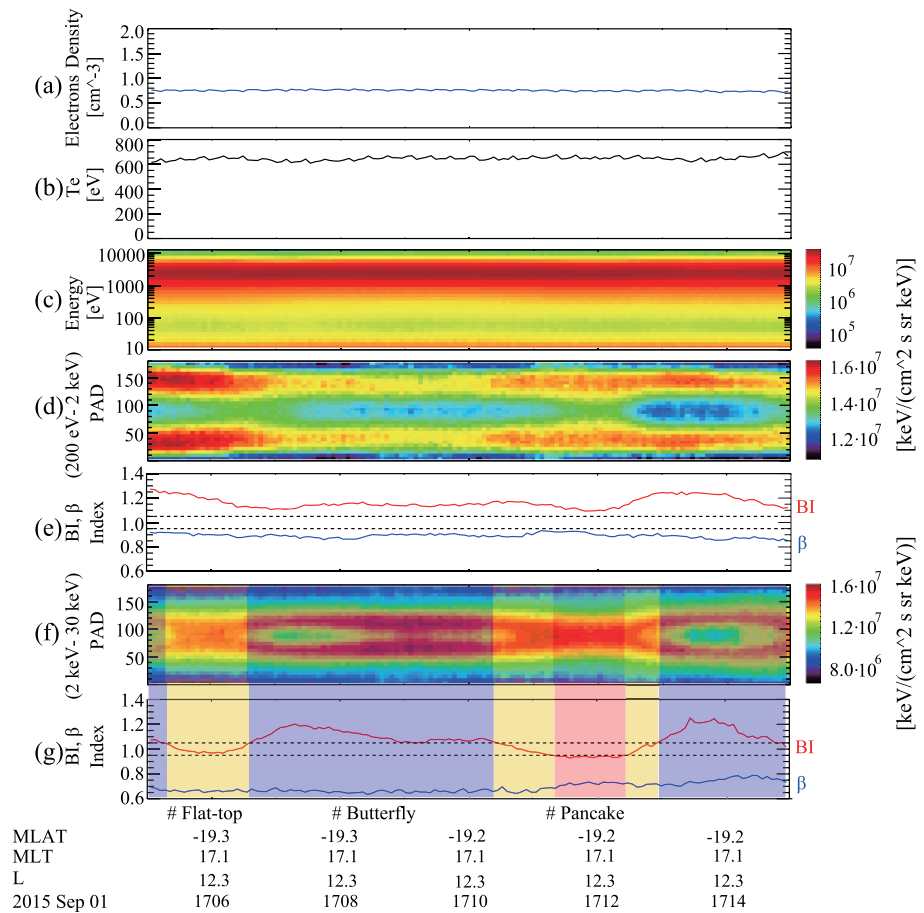 (a)
Electrons Density
[cm^-3]
2.0
1.5
1.0
0.5
0.0
(b)
Te
[eV]
800
600
400
200
0
(c)
Energy
[eV]
10000
1000
100
10
10^7
10^6
10^5
[keV/(cm^2 s sr keV)]
(d)
(200 eV- 2 keV)
PAD
150
100
50
1.6·10^7
1.4·10^7
1.2·10^7
(e)
BI, β
Index
1.4
1.2
1.0
0.8
0.6
BI
β
(f)
(2 keV- 30 keV)
PAD
150
100
50
1.6·10^7
1.2·10^7
8.0·10^6
[keV/(cm^2 s sr keV)]
(g)
BI, β
Index
1.4
1.2
1.0
0.8
0.6
BI
β
# Flat-top # Butterfly # Pancake
MLAT -19.3 -19.3 -19.2 -19.2 -19.2
MLT 17.1 17.1 17.1 17.1 17.1
L 12.3 12.3 12.3 12.3 12.3
2015 Sep 01 1706 1708 1710 1712 1714